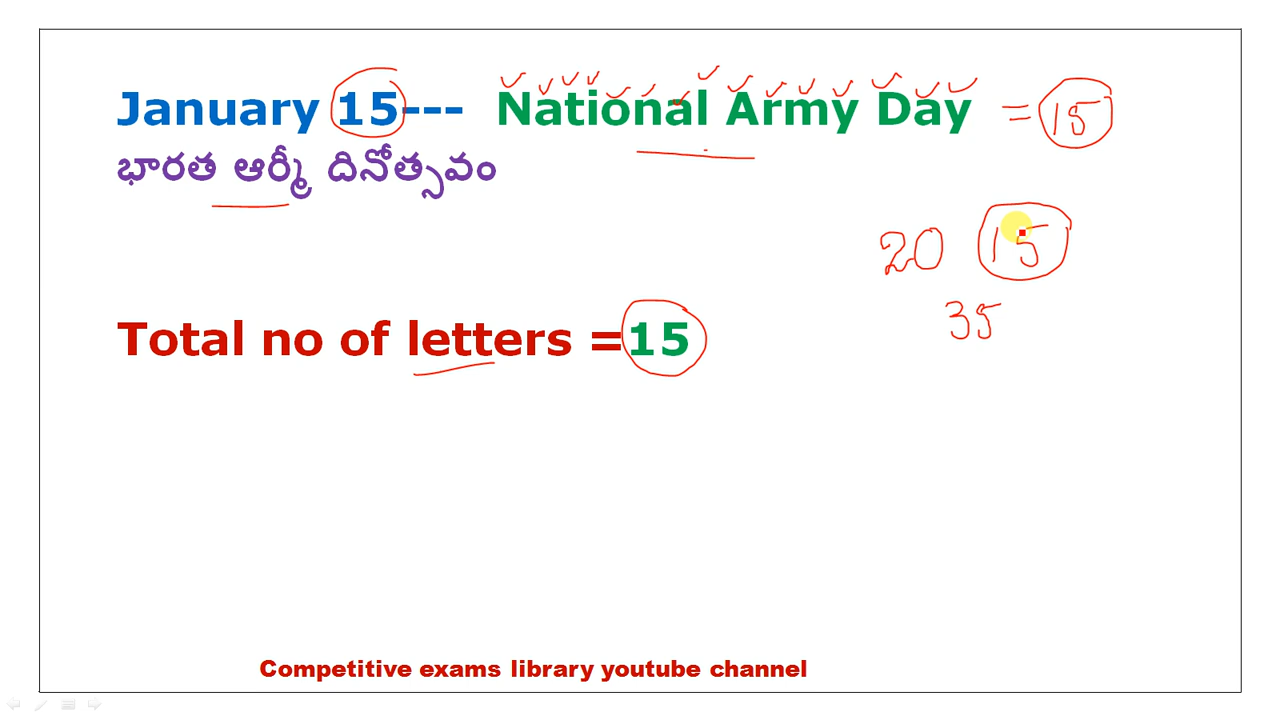 January 15--- National Army Day = 15
భారత ఆర్మీ దినోత్సవం
20 15
35
Total no of letters =15
Competitive exams library youtube channel